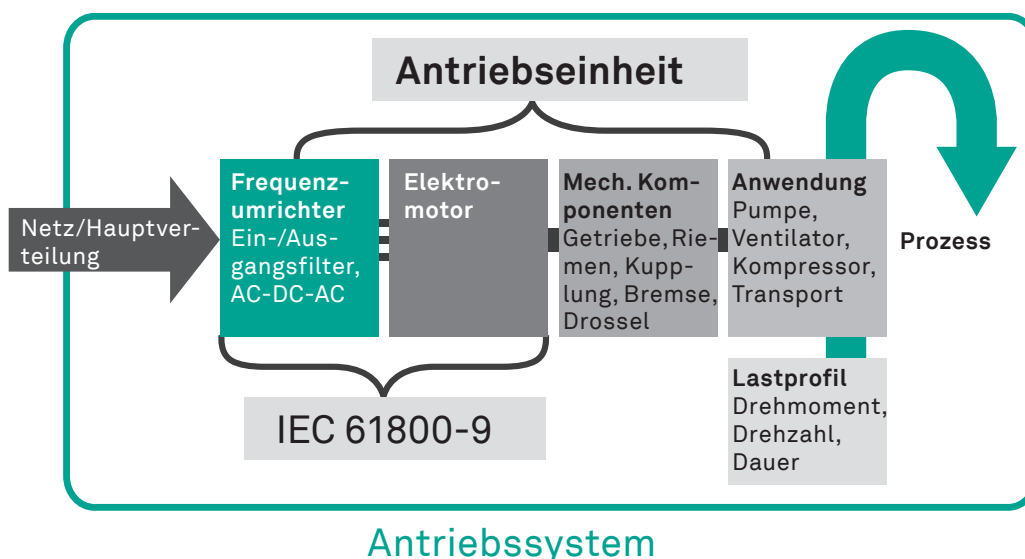 Antriebseinheit
Netz/Hauptver-
teilung
Frequenz-
umrichter
Ein-/Aus-
gangsfilter,
AC-DC-AC
Elektro-
motor
Mech. Kom-
ponenten
Getriebe, Rie-
men, Kupp-
lung, Bremse,
Drossel
Anwendung
Pumpe,
Ventilator,
Kompressor,
Transport
Prozess
IEC 61800-9
Lastprofil
Drehmoment,
Drehzahl,
Dauer
Antriebssystem